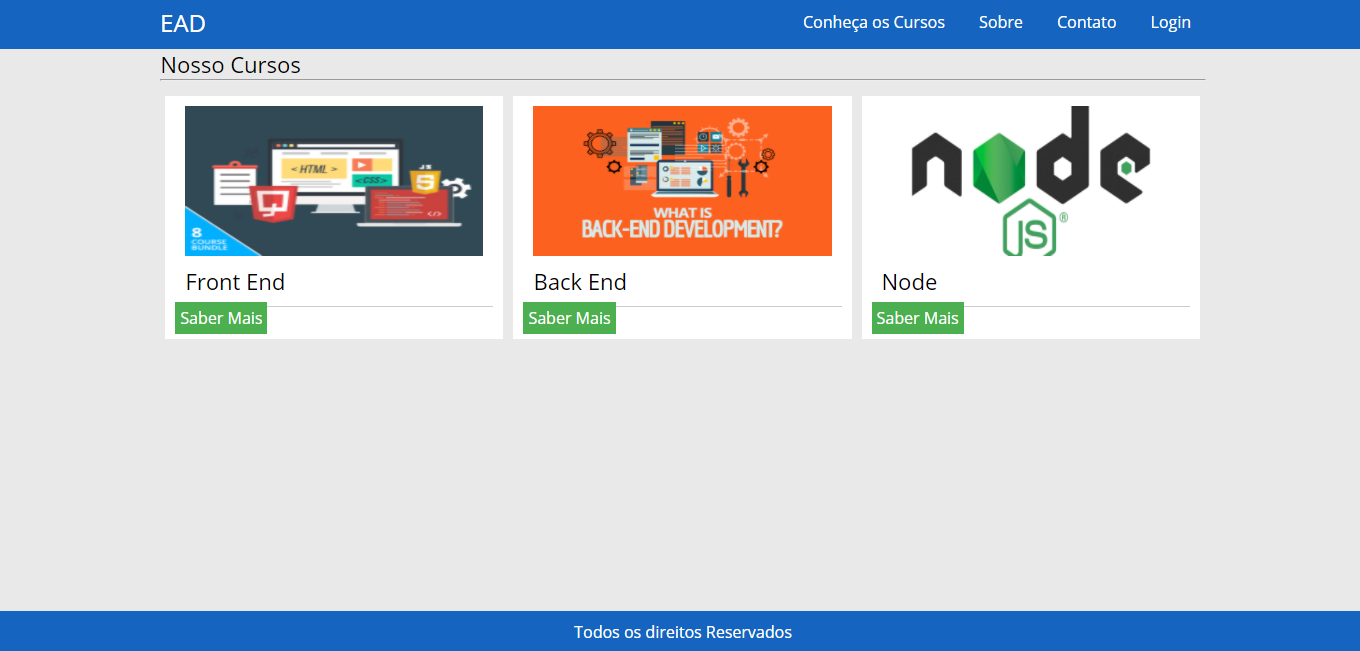 EAD
Conheça os Cursos Sobre Contato Login
Nosso Cursos
<HTML>
<CSS>
JS
5
</>
8
COURSE
BUNDLE
WHAT IS
BACK-END DEVELOPMENT?
node
JS®
Front End
Back End
Node
Saber Mais
Saber Mais
Saber Mais
Todos os direitos Reservados